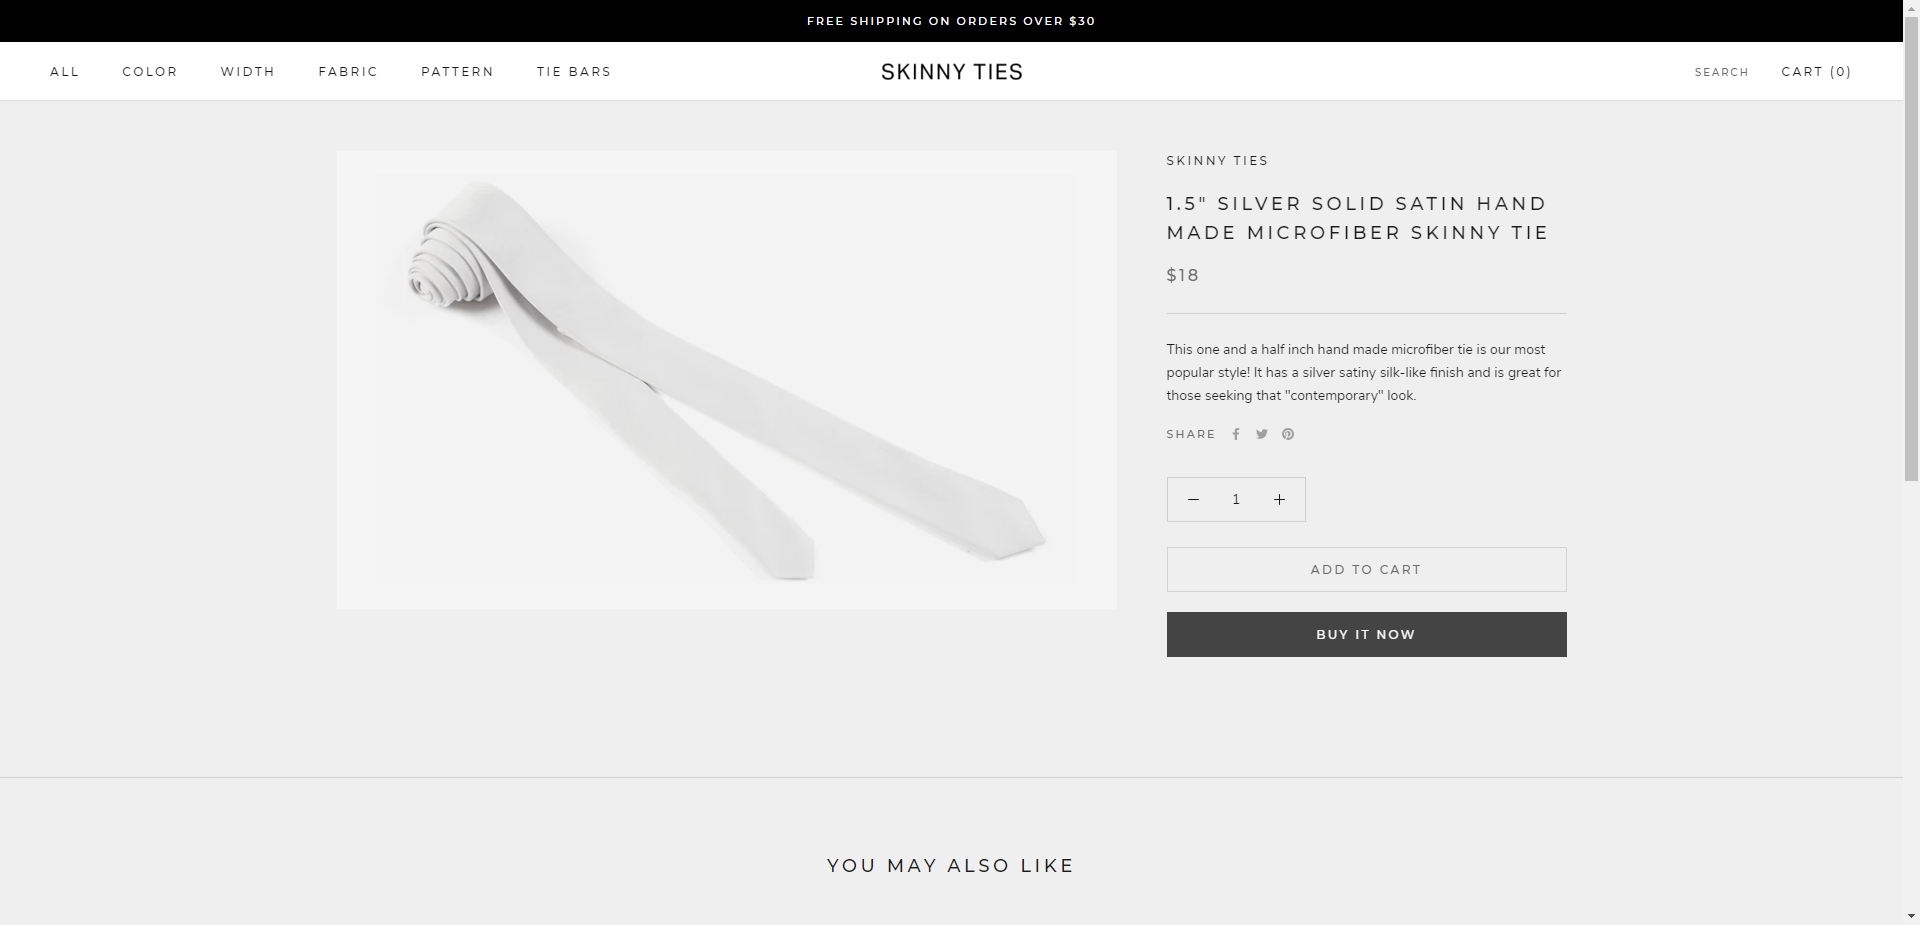 FREE SHIPPING ON ORDERS OVER $30
ALL COLOR WIDTH FABRIC PATTERN TIE BARS SKINNY TIES SEARCH CART (0)
SKINNY TIES
1.5" SILVER SOLID SATIN HAND
MADE MICROFIBER SKINNY TIE
$18
This one and a half inch hand made microfiber tie is our most
popular style! It has a silver satiny silk-like finish and is great for
those seeking that "contemporary" look.
SHARE
1
ADD TO CART
BUY IT NOW
YOU MAY ALSO LIKE